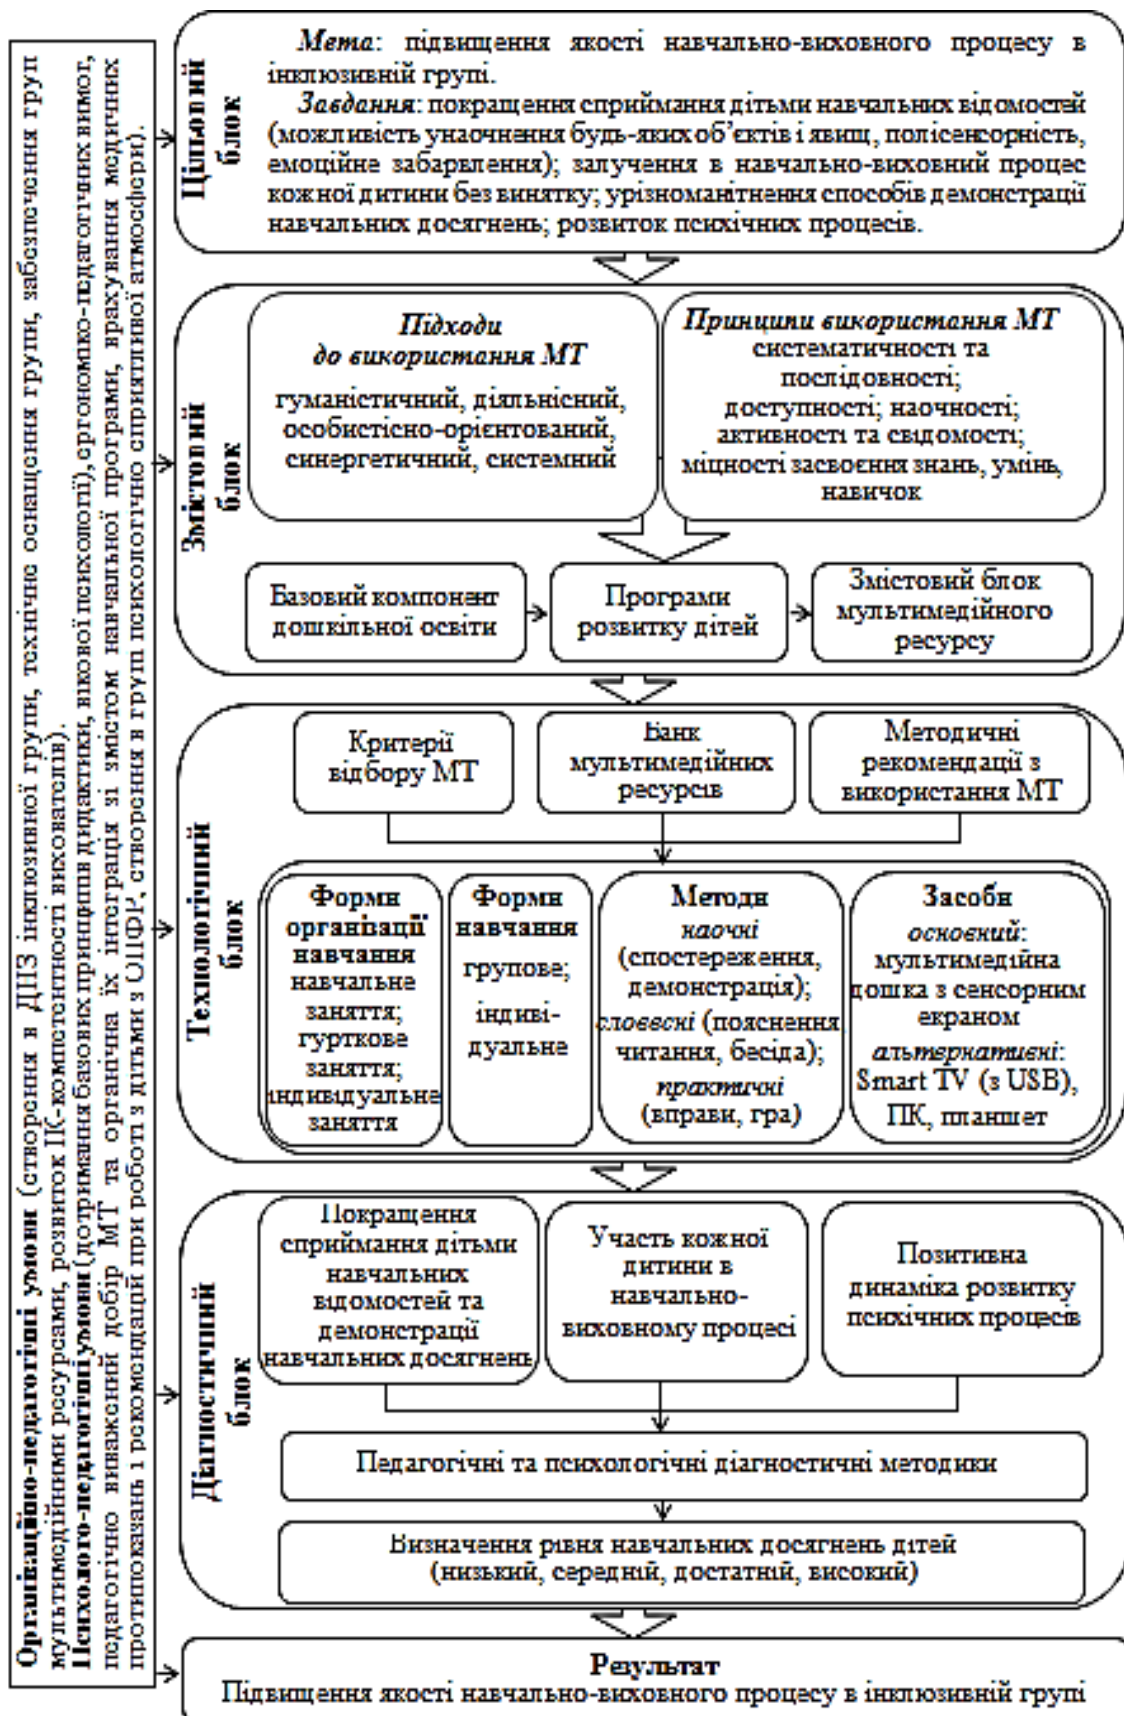 Організаційно-педагогічні умови (створення в ДНЗ інклюзивної групи, технічне оснащення групи, забезпечення груп
мультимедійними ресурсами, розвиток ІК-компетентності вихователів).
Психолого-педагогічні умови (дотримання базових принципів дидактики, вікової психології), ергономіко-педагогічних вимог,
педагогічно виважений добір МТ та органічна їх інтеграція зі змістом навчальної програми, врахування медичних
протипоказань і рекомендацій при роботі з дітьми з ОПФР, створення в групі психологічно сприятливої атмосфери).
Цільовий
блок
Мета: підвищення якості навчально-виховного процесу в
інклюзивній групі.
Завдання: покращення сприймання дітьми навчальних відомостей
(можливість унаочнення будь-яких об’єктів і явищ, полісенсорність,
емоційне забарвлення); залучення в навчально-виховний процес
кожної дитини без винятку; урізноманітнення способів демонстрації
навчальних досягнень; розвиток психічних процесів.
Змістовий
блок
Підходи
до використання МТ
гуманістичний, діяльнісний,
особистісно-орієнтований,
синергетичний, системний
Принципи використання МТ
систематичності та
послідовності;
доступності; наочності;
активності та свідомості;
міцності засвоєння знань, умінь,
навичок
Базовий компонент
дошкільної освіти
Програми
розвитку дітей
Змістовий блок
мультимедійного
ресурсу
Технологічний
блок
Критерії
відбору МТ
Банк
мультимедійних
ресурсів
Методичні
рекомендації з
використання МТ
Форми
організації
навчання
навчальне
заняття;
гурткове
заняття;
індивідуальне
заняття
Форми
навчання
групове;
індиві-
дуальне
Методи
наочні
(спостереження,
демонстрація);
словесні (пояснення,
читання, бесіда);
практичні
(вправи, гра)
Засоби
основний:
мультимедійна
дошка з сенсорним
екраном
альтернативні:
Smart TV (з USB),
ПК, планшет
Діагностичний
блок
Покращення
сприймання дітьми
навчальних
відомостей та
демонстрації
навчальних досягнень
Участь кожної
дитини в
навчально-
виховному процесі
Позитивна
динаміка розвитку
психічних процесів
Педагогічні та психологічні діагностичні методики
Визначення рівня навчальних досягнень дітей
(низький, середній, достатній, високий)
Результат
Підвищення якості навчально-виховного процесу в інклюзивній групі